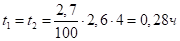 t₁ = t₂ = 2,7/100 · 2,6 · 4 = 0,28ч